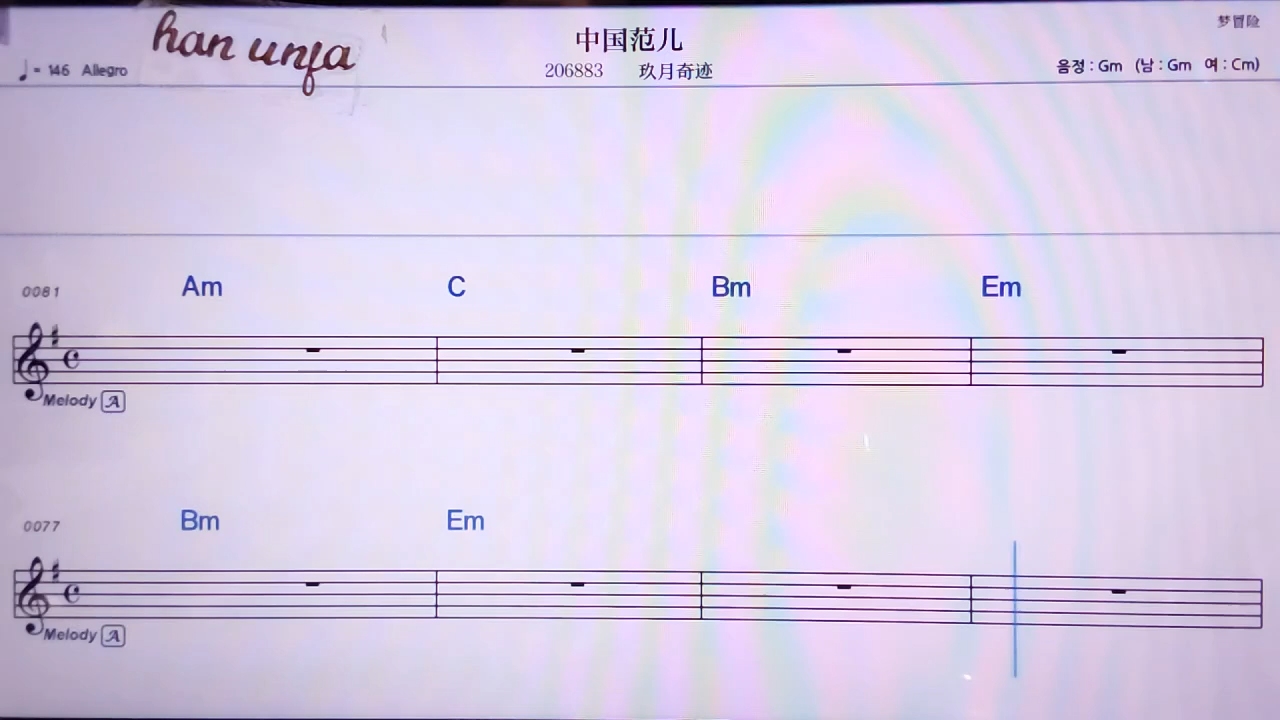 han unfa
中国范儿
梦冒险
♩= 146 Allegro
206883 玖月奇迹
음정 : Gm (남 : Gm 여 : Cm)
0081 Am C Bm Em
Melody A
0077 Bm Em
Melody A